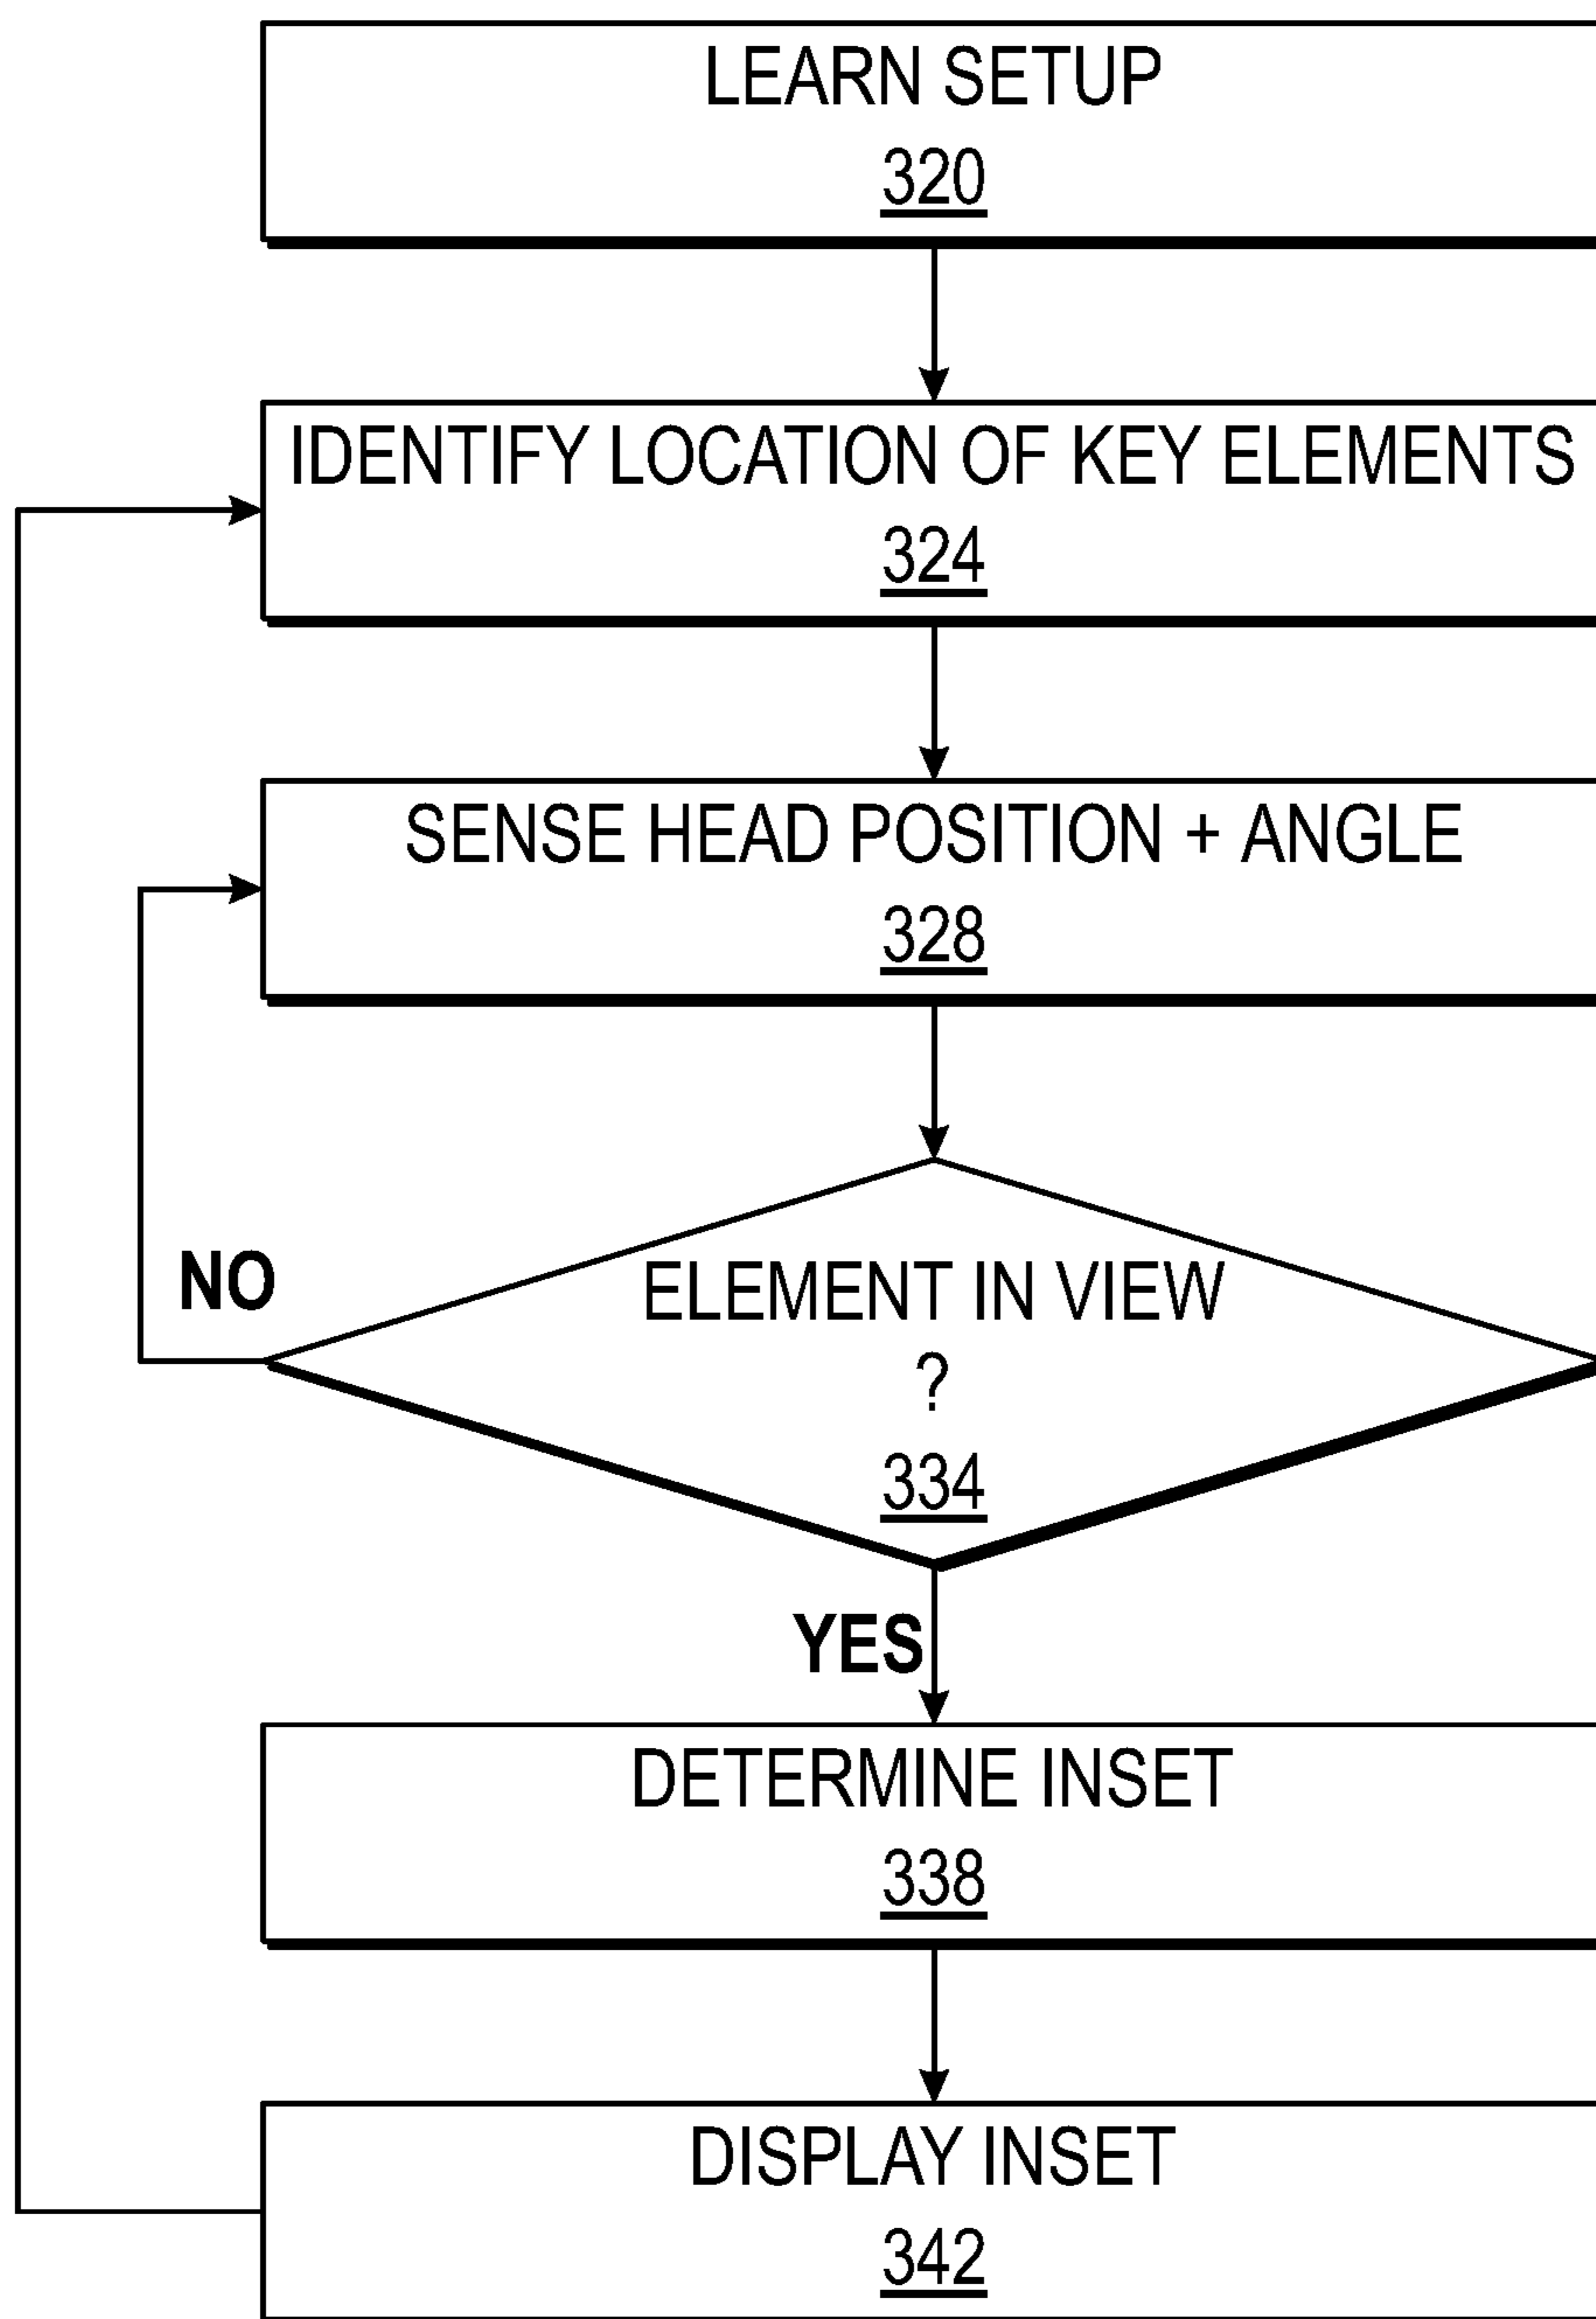 LEARN SETUP
320
IDENTIFY LOCATION OF KEY ELEMENTS
324
SENSE HEAD POSITION + ANGLE
328
NO
ELEMENT IN VIEW
?
334
YES
DETERMINE INSET
338
DISPLAY INSET
342